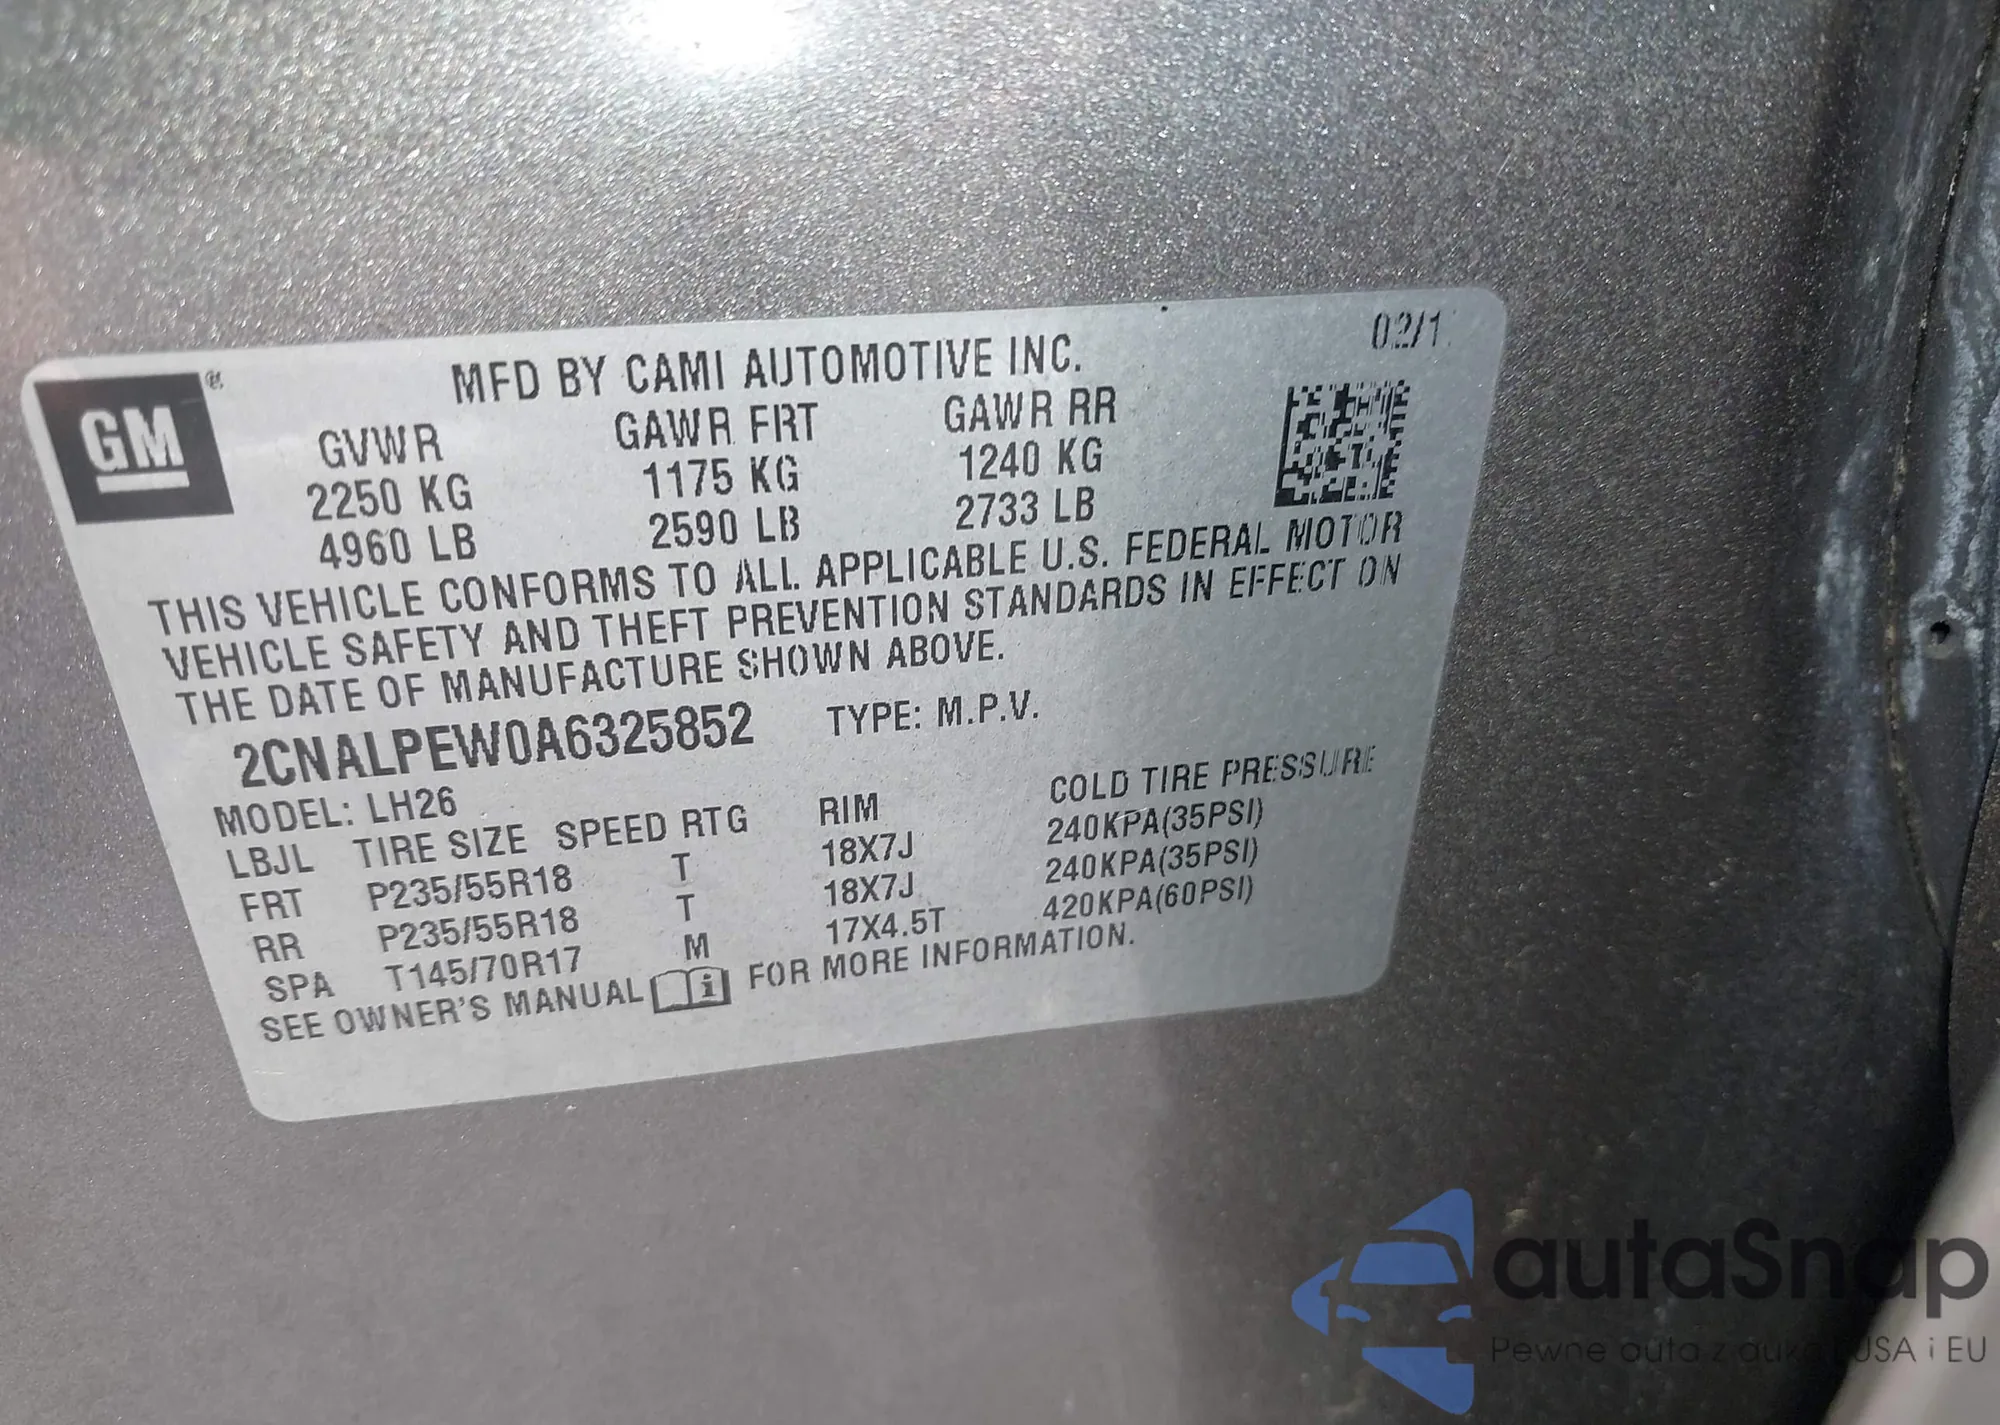 02/1
GM
MFD BY CAMI AUTOMOTIVE INC.
GVWR GAWR FRT GAWR RR
2250 KG 1175 KG 1240 KG
4960 LB 2590 LB 2733 LB
THIS VEHICLE CONFORMS TO ALL APPLICABLE U.S. FEDERAL MOTOR
VEHICLE SAFETY AND THEFT PREVENTION STANDARDS IN EFFECT ON
THE DATE OF MANUFACTURE SHOWN ABOVE.
2CNALPEW0A6325852 TYPE: M.P.V.
MODEL: LH26
LBJL TIRE SIZE SPEED RTG RIM COLD TIRE PRESSURE
FRT P235/55R18 T 18X7J 240KPA(35PSI)
RR P235/55R18 T 18X7J 240KPA(35PSI)
SPA T145/70R17 M 17X4.5T 420KPA(60PSI)
SEE OWNER'S MANUAL i FOR MORE INFORMATION.
autaSnap
Pewne auta z USA i EU